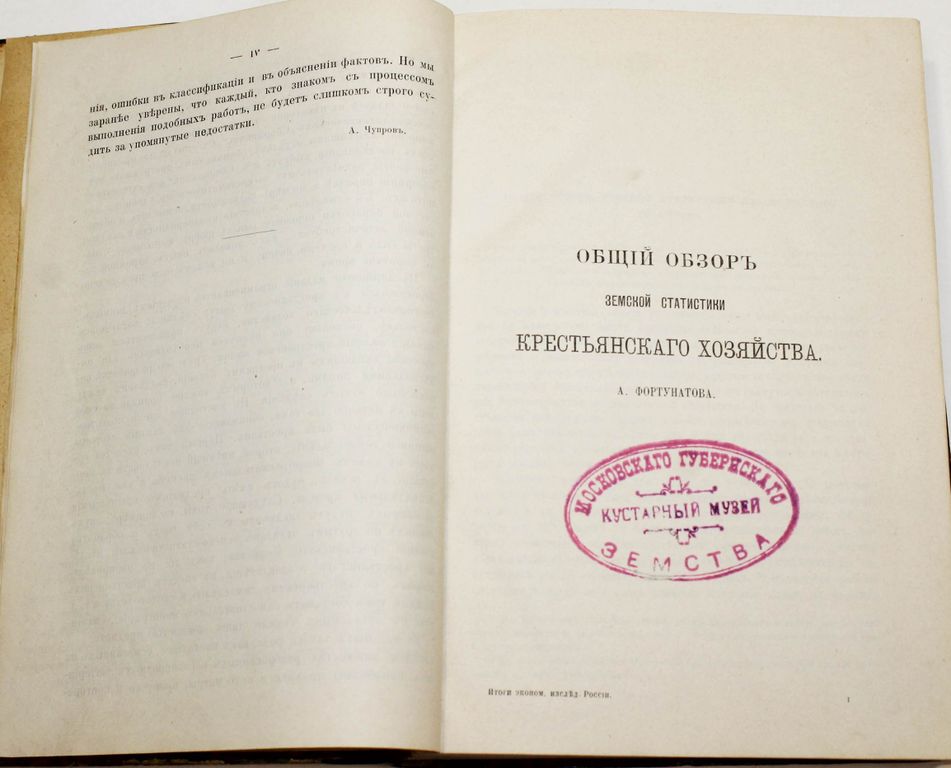 — IV —
нія, ошибки въ классификаціи и въ объясненіи фактовъ. Но мы
заранѣе увѣрены, что каждый, кто знакомъ съ процессомъ
выполненія подобныхъ работъ, не будетъ слишкомъ строго су-
дить за упомянутые недостатки.
А. Чупровъ.
ОБЩІЙ ОБЗОРЪ
ЗЕМСКОЙ СТАТИСТИКИ
КРЕСТЬЯНСКАГО ХОЗЯЙСТВА.
А. ФОРТУНАТОВА.
МОСКОВСКАГО ГУБЕРНСКАГО
КУСТАРНЫЙ МУЗЕЙ
ЗЕМСТВА
Итоги эконом. изслѣд. Россіи.
1